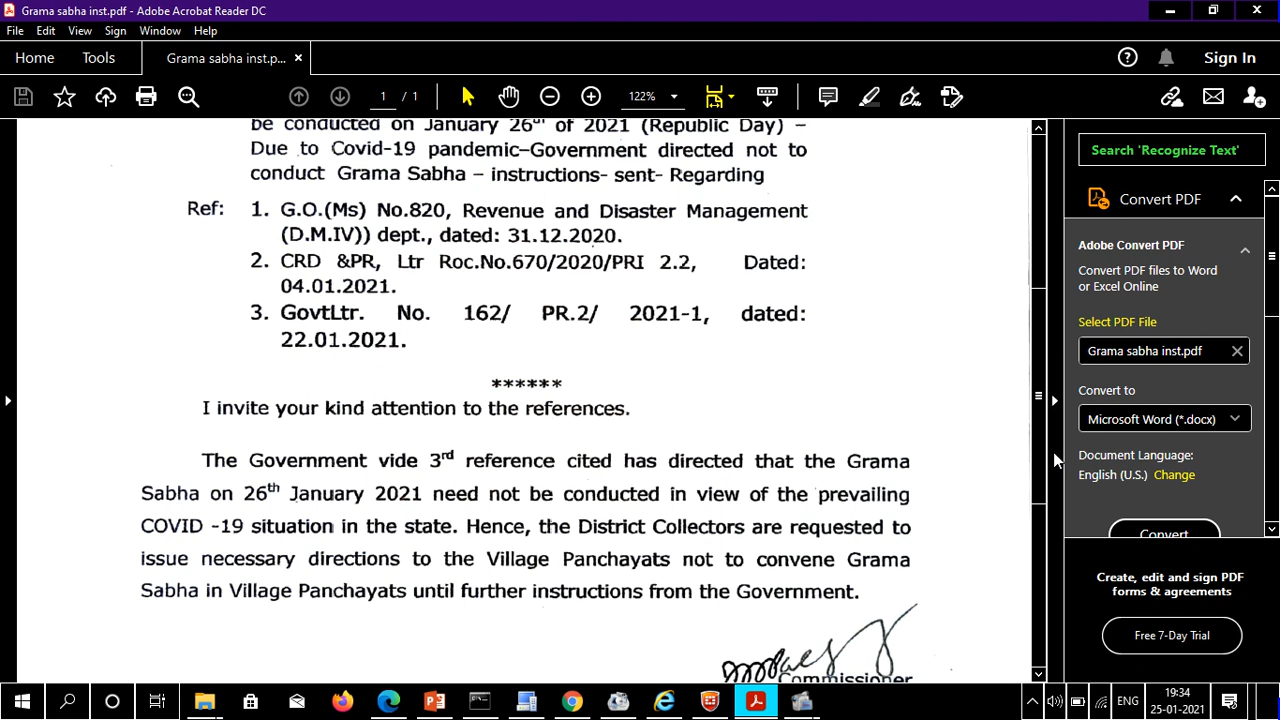 Grama sabha inst.pdf - Adobe Acrobat Reader DC
File Edit View Sign Window Help
Home Tools Grama sabha inst.p... Sign In
1 / 1 122%
be conducted on January 26th of 2021 (Republic Day) –
Due to Covid-19 pandemic–Government directed not to
conduct Grama Sabha – instructions- sent- Regarding
Ref: 1. G.O.(Ms) No.820, Revenue and Disaster Management
(D.M.IV)) dept., dated: 31.12.2020.
2. CRD &PR, Ltr Roc.No.670/2020/PRI 2.2, Dated:
04.01.2021.
3. GovtLtr. No. 162/ PR.2/ 2021-1, dated:
22.01.2021.
******
I invite your kind attention to the references.
The Government vide 3rd reference cited has directed that the Grama
Sabha on 26th January 2021 need not be conducted in view of the prevailing
COVID -19 situation in the state. Hence, the District Collectors are requested to
issue necessary directions to the Village Panchayats not to convene Grama
Sabha in Village Panchayats until further instructions from the Government.
Commissioner
Search 'Recognize Text'
Convert PDF
Adobe Convert PDF
Convert PDF files to Word
or Excel Online
Select PDF File
Grama sabha inst.pdf
Convert to
Microsoft Word (*.docx)
Document Language:
English (U.S.) Change
Convert
Create, edit and sign PDF
forms & agreements
Free 7-Day Trial
ENG
19:34
25-01-2021